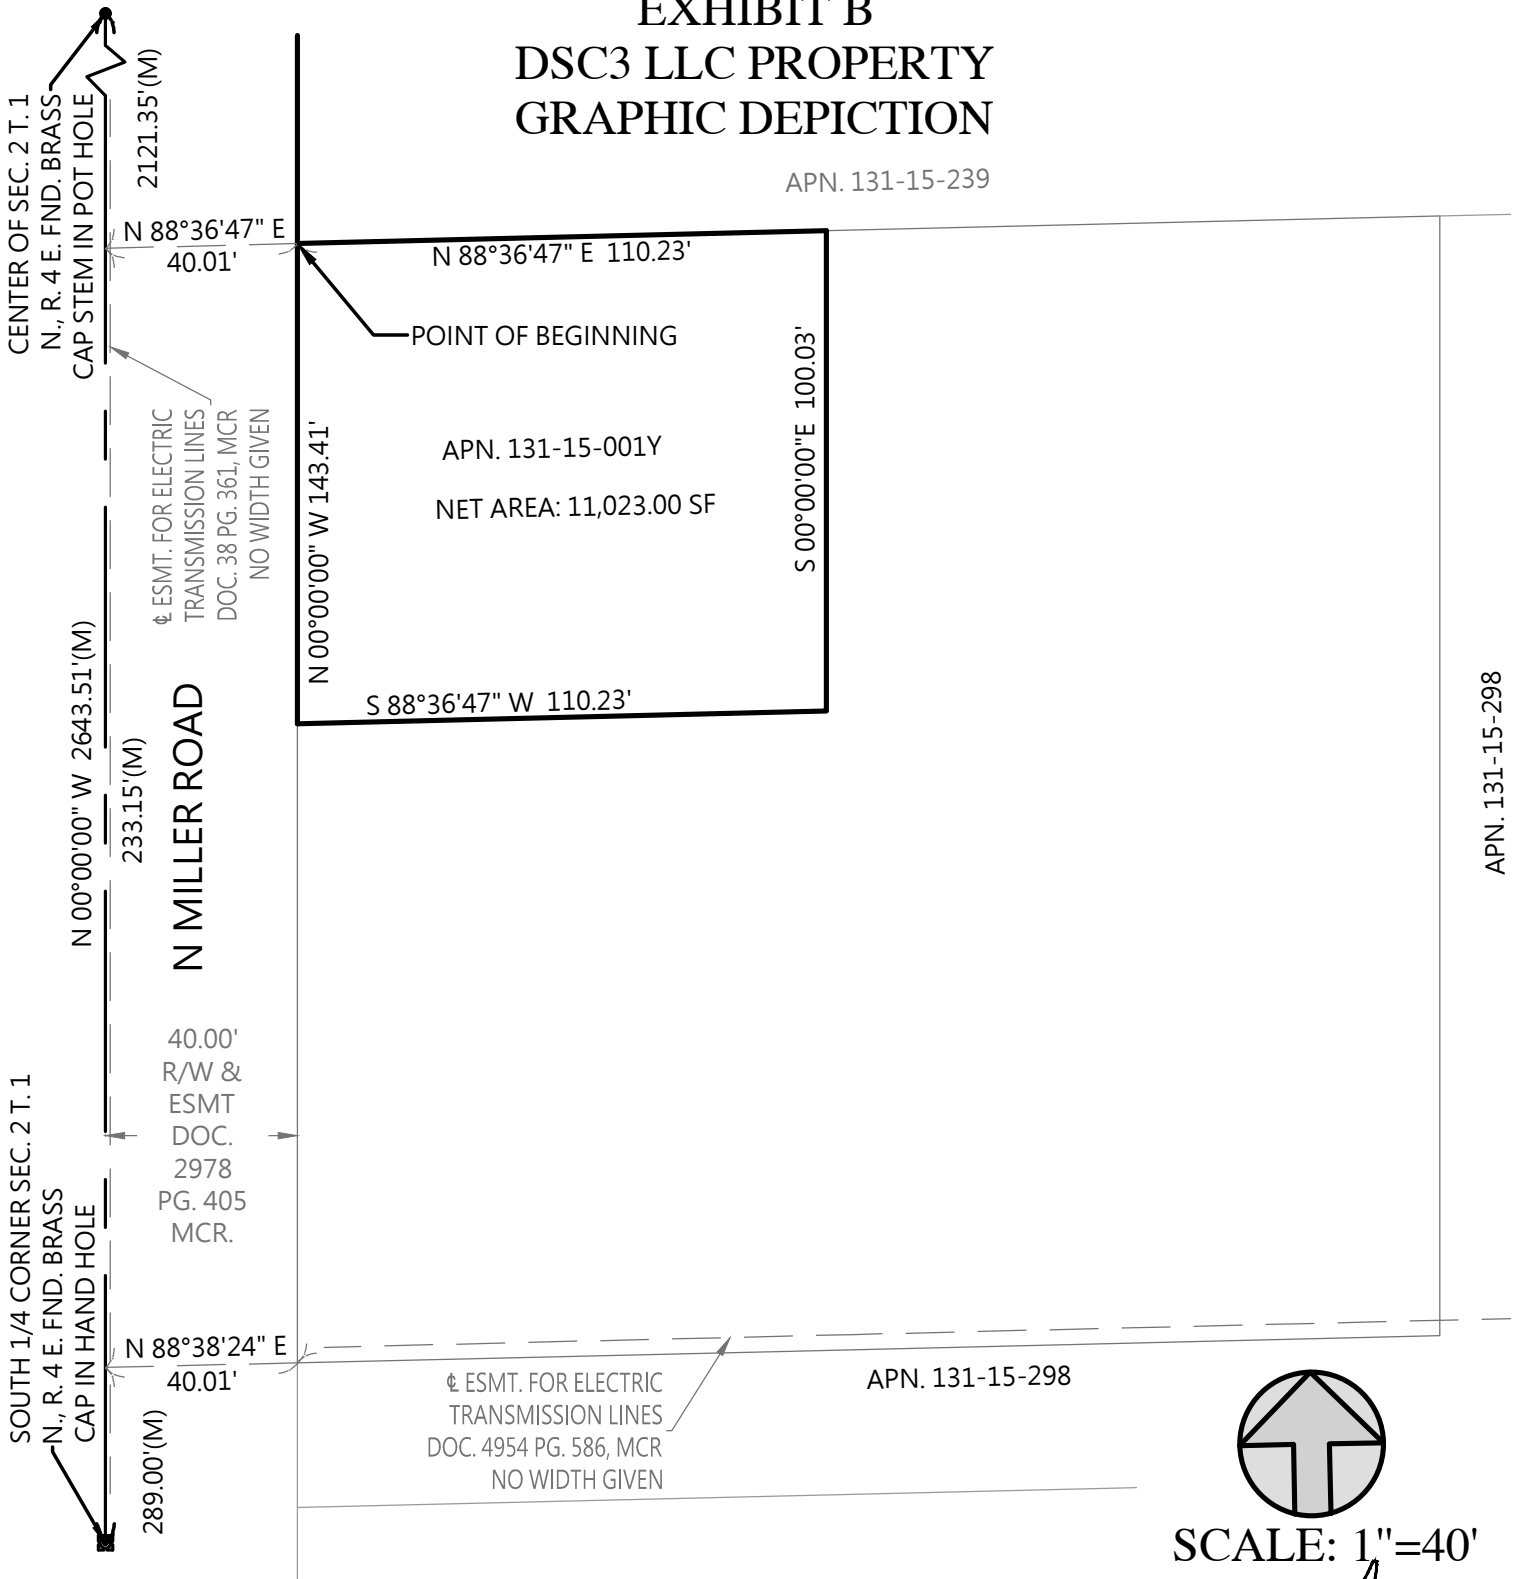 EXHIBIT B
DSC3 LLC PROPERTY
GRAPHIC DEPICTION
APN. 131-15-239
CENTER OF SEC. 2 T. 1
N., R. 4 E. FND. BRASS
CAP STEM IN POT HOLE
2121.35'(M)
N 88°36'47" E
40.01'
N 88°36'47" E 110.23'
POINT OF BEGINNING
APN. 131-15-001Y
NET AREA: 11,023.00 SF
N 00°00'00" W 143.41'
S 00°00'00"E 100.03'
S 88°36'47" W 110.23'
℄ ESMT. FOR ELECTRIC
TRANSMISSION LINES
DOC. 38 PG. 361, MCR
NO WIDTH GIVEN
N 00°00'00" W 2643.51'(M)
233.15'(M)
N MILLER ROAD
APN. 131-15-298
40.00'
R/W &
ESMT
DOC.
2978
PG. 405
MCR.
SOUTH 1/4 CORNER SEC. 2 T. 1
N., R. 4 E. FND. BRASS
CAP IN HAND HOLE
N 88°38'24" E
40.01'
289.00'(M)
℄ ESMT. FOR ELECTRIC
TRANSMISSION LINES
DOC. 4954 PG. 586, MCR
NO WIDTH GIVEN
APN. 131-15-298
SCALE: 1"=40'